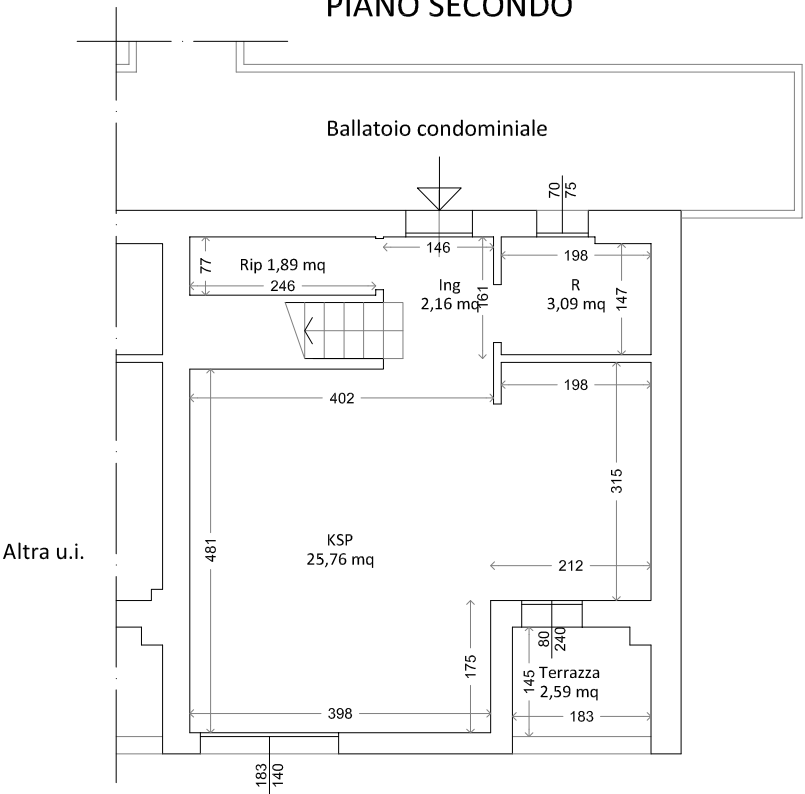 PIANO SECONDO
Ballatoio condominiale
70
75
146
198
77
Rip 1,89 mq
246
Ing
2,16 mq
161
R
3,09 mq
147
402
198
315
481
KSP
25,76 mq
Altra u.i.
212
80
240
175
145
Terrazza
2,59 mq
398
183
183
140